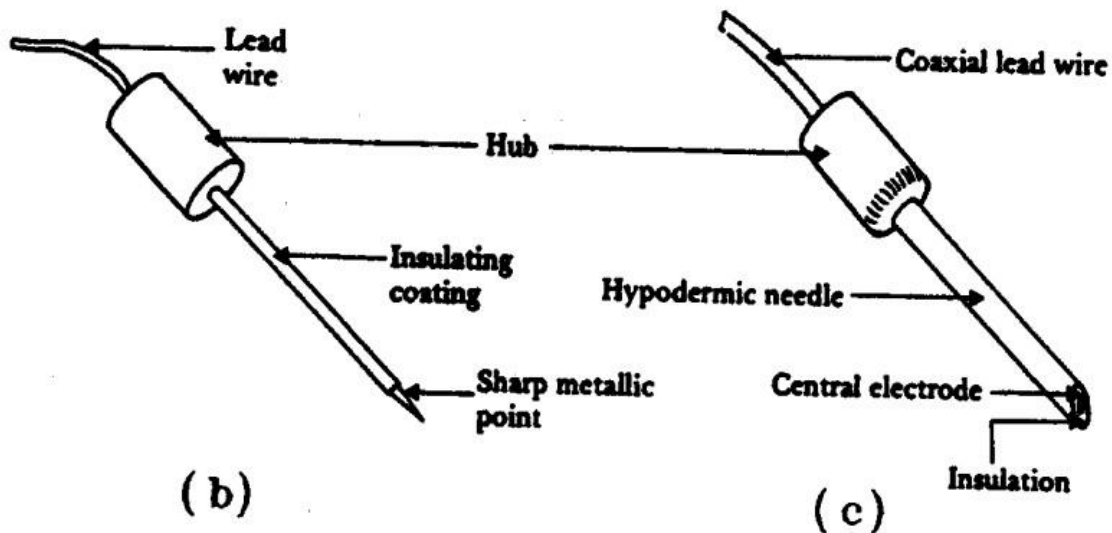 Lead
wire
Coaxial lead wire
Hub
Insulating
coating
Hypodermic needle
Sharp metallic
point
Central electrode
Insulation
(b)
(c)